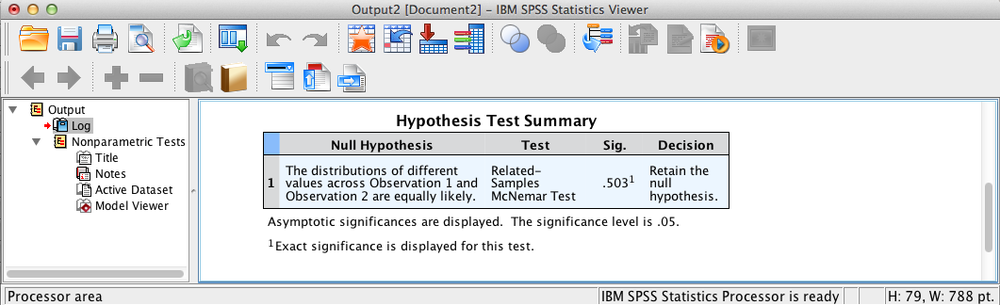 Output2 [Document2] – IBM SPSS Statistics Viewer
Output
Log
Nonparametric Tests
Title
Notes
Active Dataset
Model Viewer
Hypothesis Test Summary
Null Hypothesis Test Sig. Decision
1 The distributions of different values across Observation 1 and Observation 2 are equally likely. Related-Samples McNemar Test .503¹ Retain the null hypothesis.
Asymptotic significances are displayed. The significance level is .05.
¹Exact significance is displayed for this test.
Processor area IBM SPSS Statistics Processor is ready H: 79, W: 788 pt.